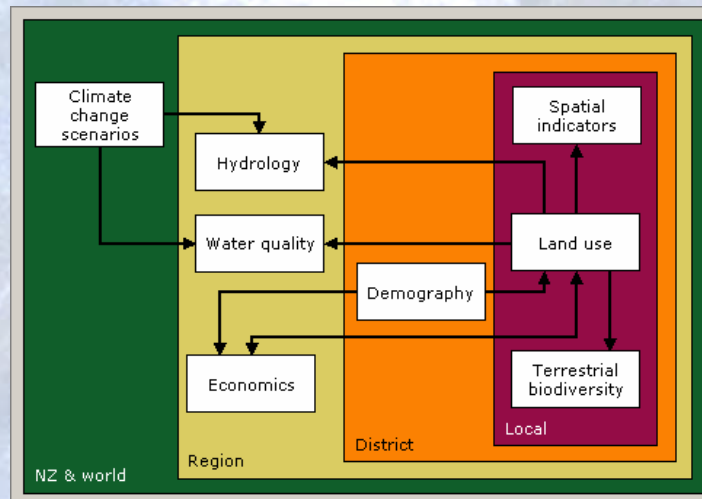 Climate
change
scenarios
Spatial
indicators
Hydrology
Water quality
Land use
Demography
Economics
Terrestrial
biodiversity
Local
District
Region
NZ & world